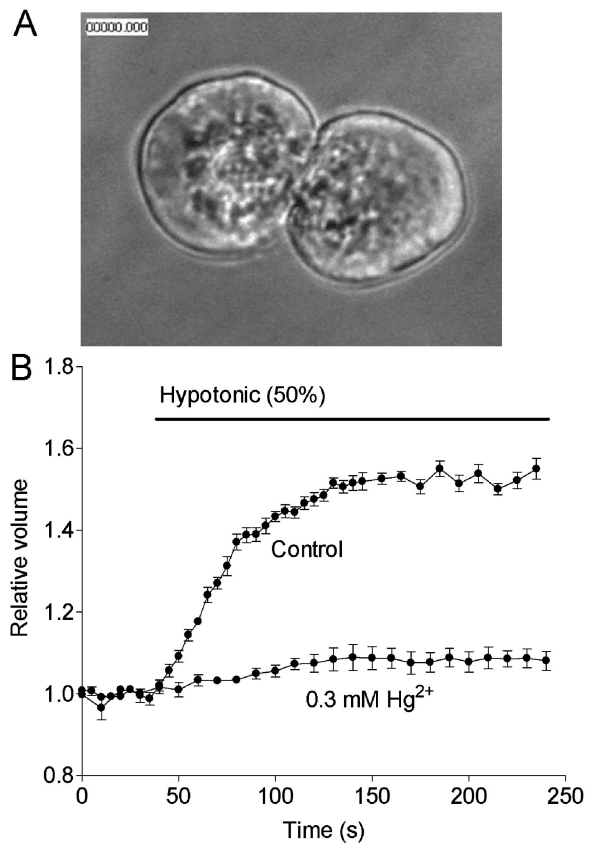 A
00000.000
B
Hypotonic (50%)
1.8
1.6
1.4
1.2
1.0
0.8
Relative volume
Control
0.3 mM Hg²⁺
0
50
100
150
200
250
Time (s)